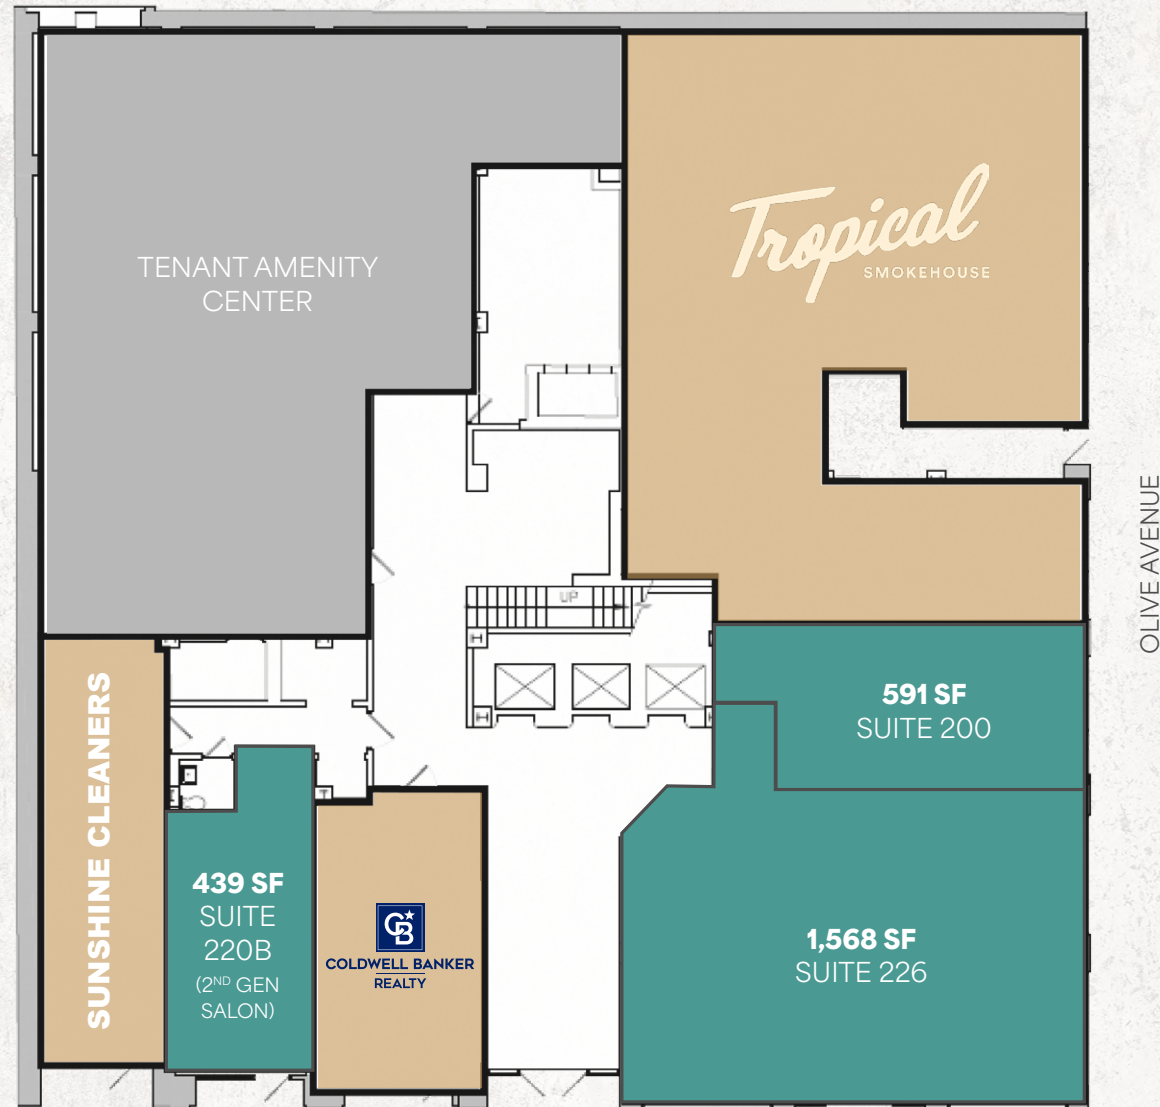 TENANT AMENITY
CENTER
Tropical
SMOKEHOUSE
OLIVE AVENUE
UP
591 SF
SUITE 200
SUNSHINE CLEANERS
439 SF
SUITE
220B
(2ND GEN
SALON)
CB
COLDWELL BANKER
REALTY
1,568 SF
SUITE 226